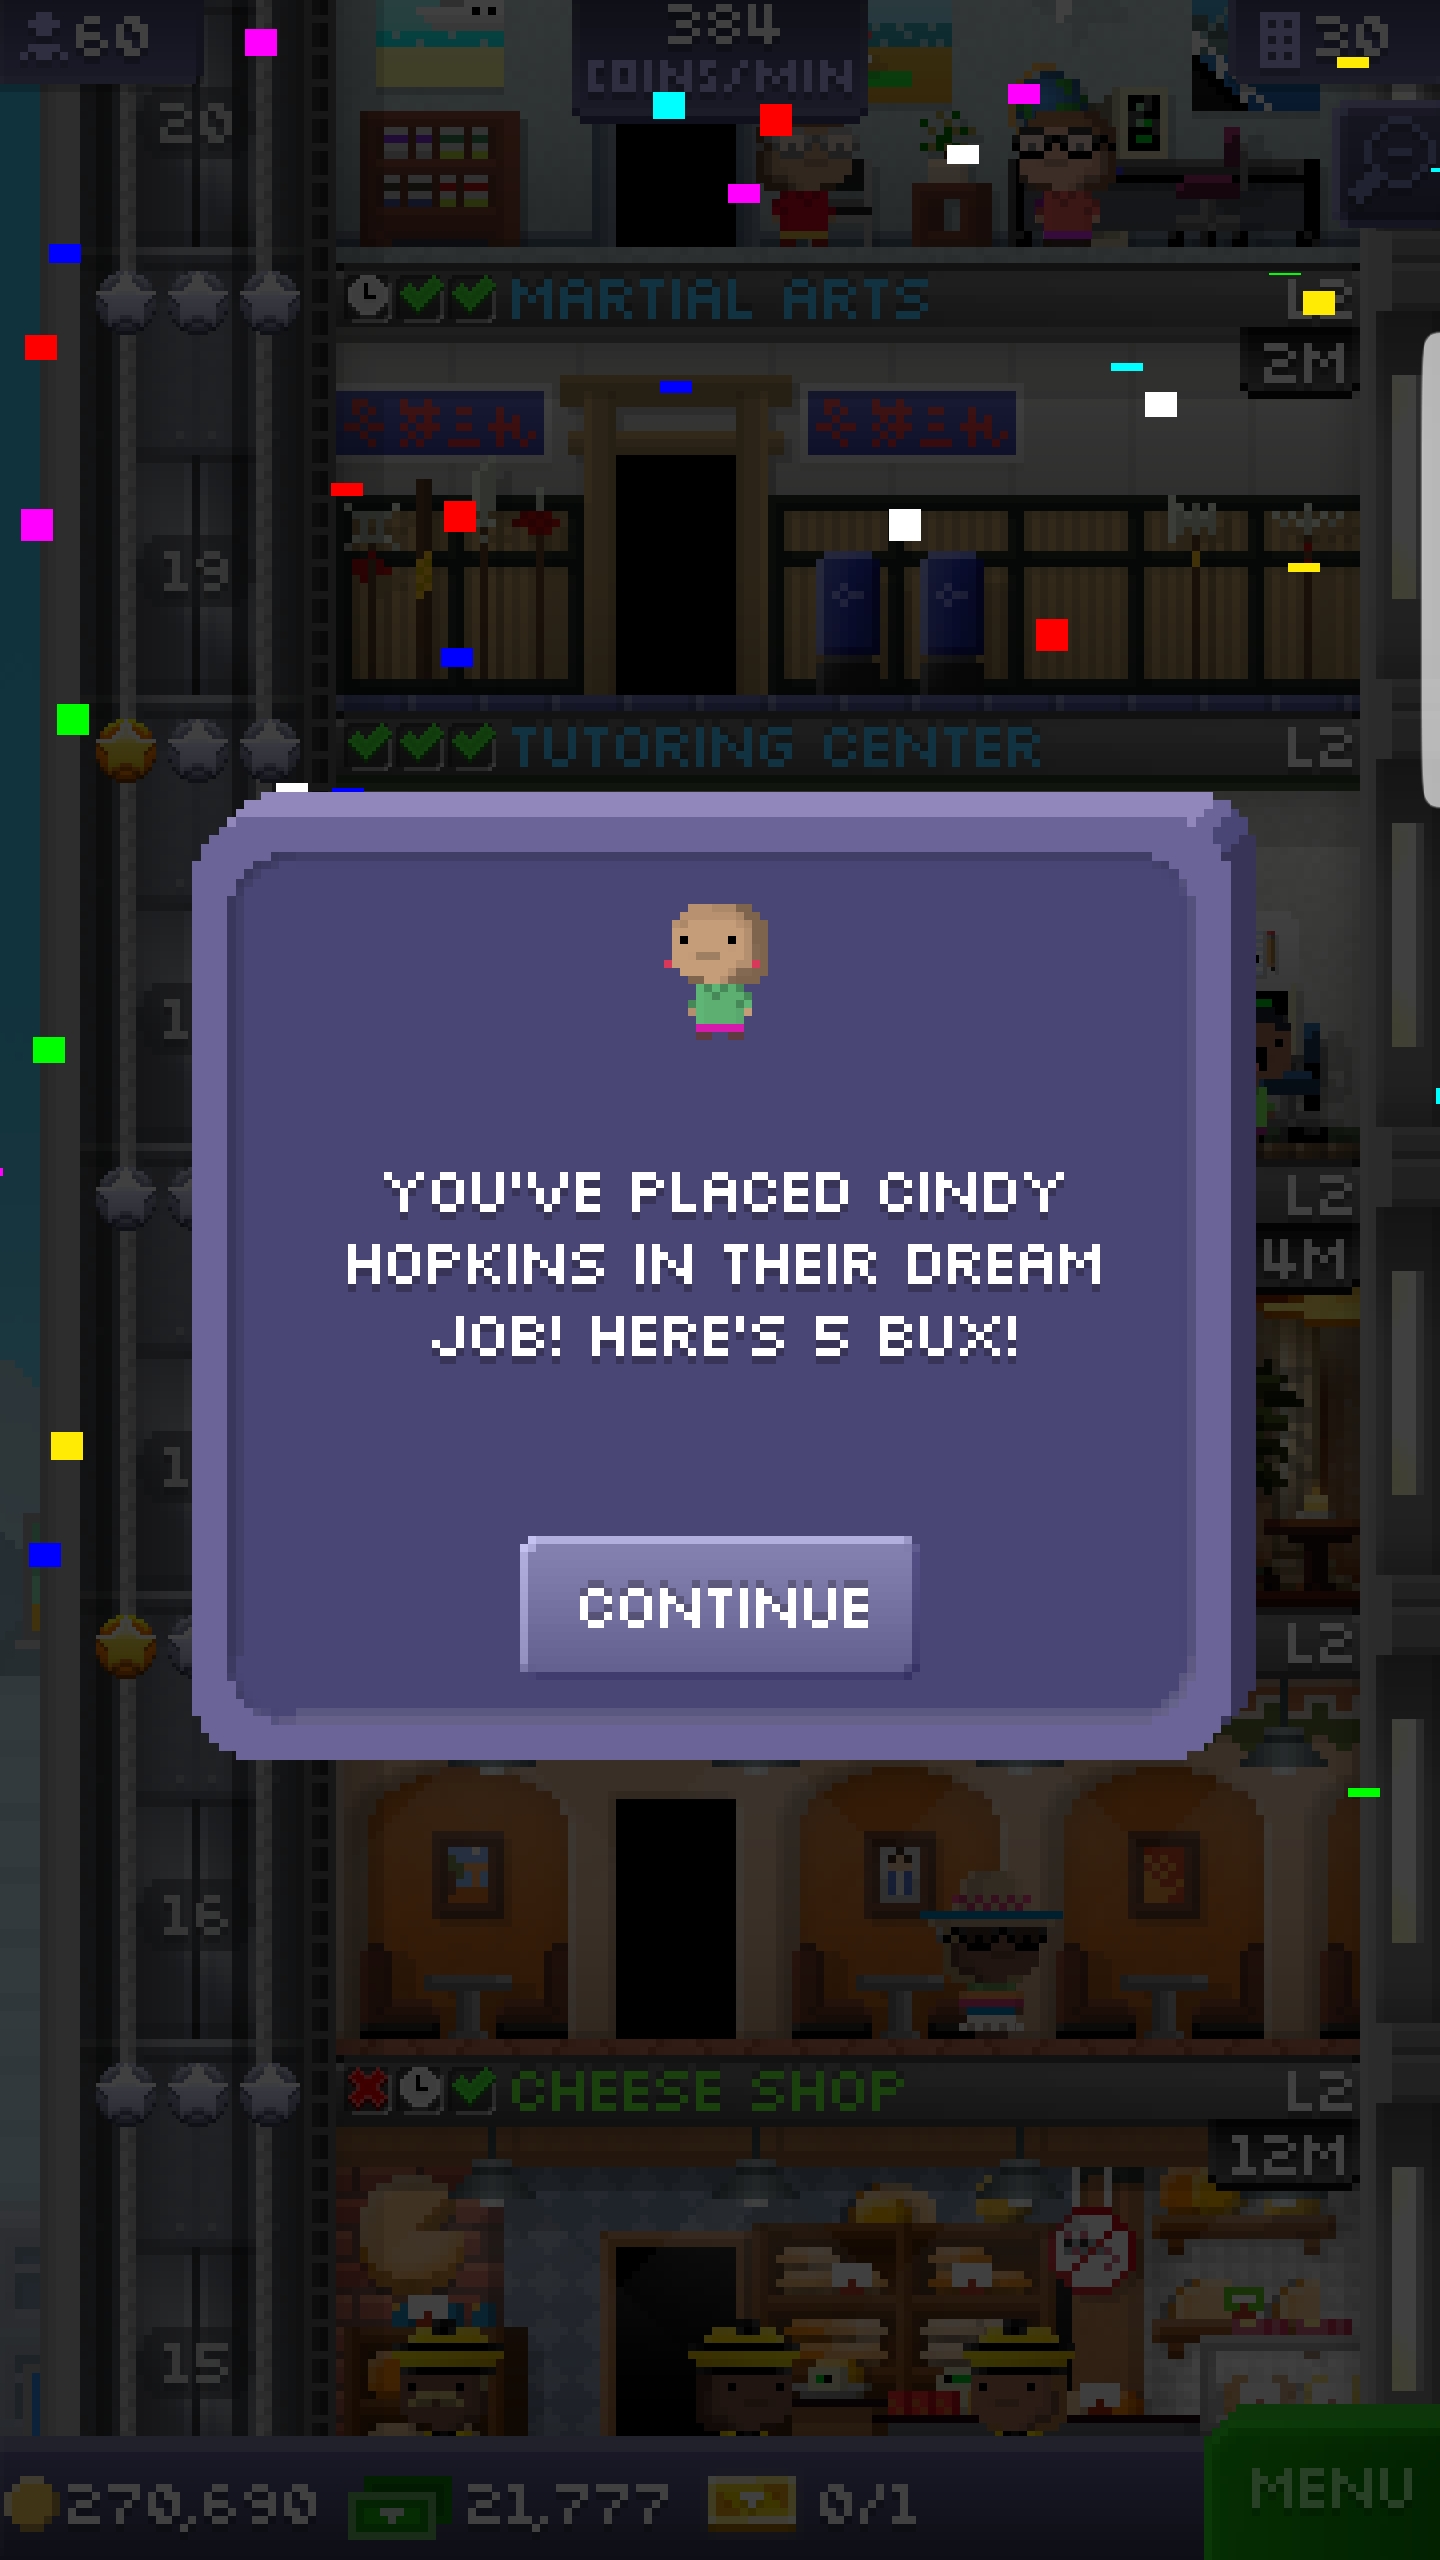 60
384
COINS/MIN
30
20
MARTIAL ARTS
L2
2M
19
TUTORING CENTER
L2
YOU'VE PLACED CINDY
HOPKINS IN THEIR DREAM
JOB! HERE'S 5 BUX!
CONTINUE
L2
4M
L2
16
CHEESE SHOP
L2
12M
15
270,690
21,777
0/1
MENU